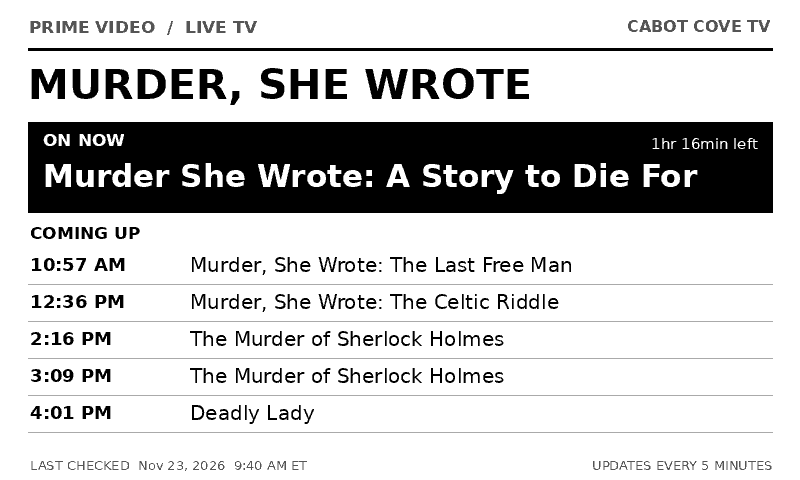 PRIME VIDEO / LIVE TV
CABOT COVE TV
MURDER, SHE WROTE
ON NOW
1hr 16min left
Murder She Wrote: A Story to Die For
COMING UP
10:57 AM Murder, She Wrote: The Last Free Man
12:36 PM Murder, She Wrote: The Celtic Riddle
2:16 PM The Murder of Sherlock Holmes
3:09 PM The Murder of Sherlock Holmes
4:01 PM Deadly Lady
LAST CHECKED Nov 23, 2026 9:40 AM ET
UPDATES EVERY 5 MINUTES